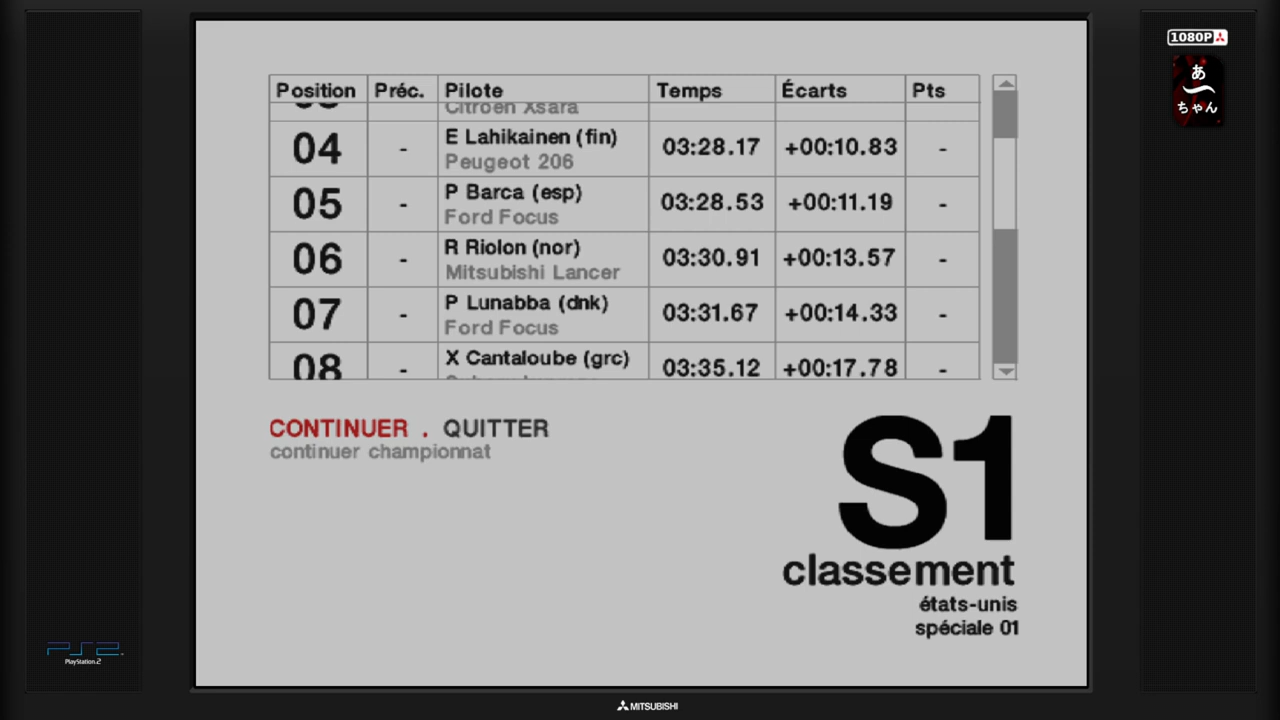 1080P
あ
ー
ちゃん
Position Préc. Pilote Temps Écarts Pts
Citroen Xsara
04 - E Lahikainen (fin) 03:28.17 +00:10.83 -
Peugeot 206
05 - P Barca (esp) 03:28.53 +00:11.19 -
Ford Focus
06 - R Riolon (nor) 03:30.91 +00:13.57 -
Mitsubishi Lancer
07 - P Lunabba (dnk) 03:31.67 +00:14.33 -
Ford Focus
08 - X Cantaloube (grc) 03:35.12 +00:17.78 -
CONTINUER . QUITTER
continuer championnat
S1
classement
états-unis
spéciale 01
PS2
PlayStation.2
MITSUBISHI